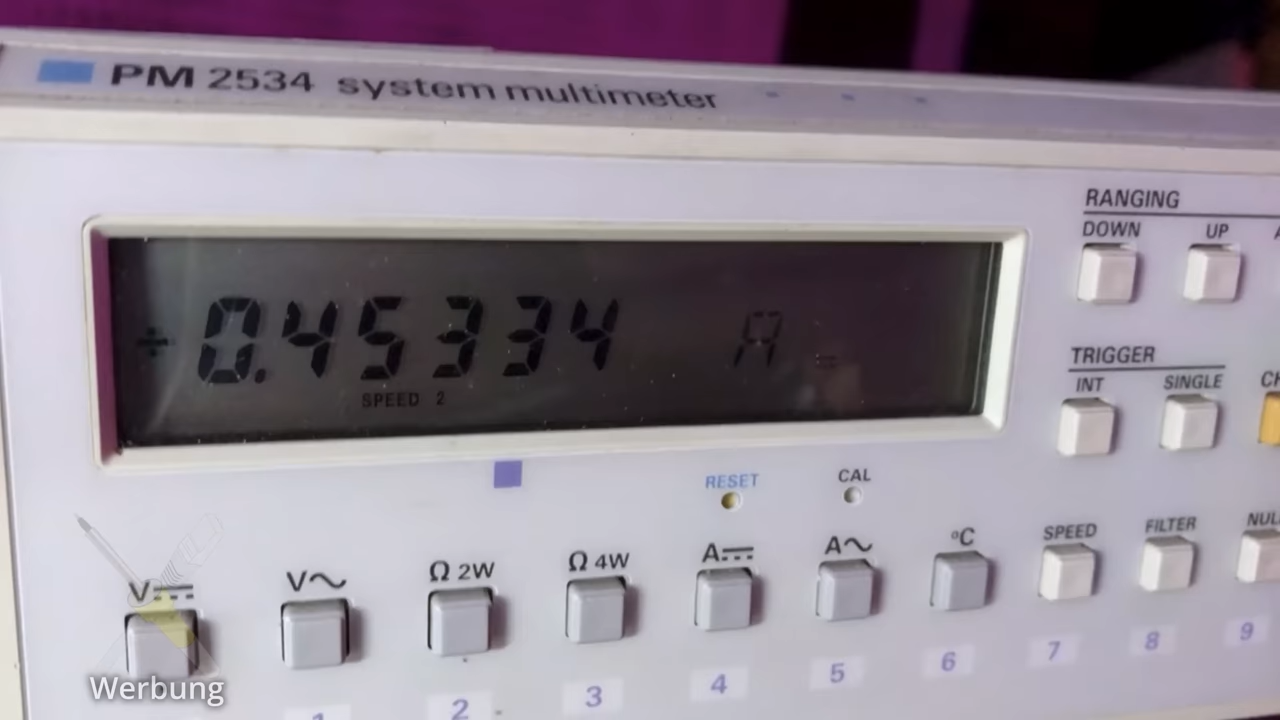 PM 2534 system multimeter
RANGING
DOWN UP
÷0.45334 A
SPEED 2
TRIGGER
INT SINGLE
RESET CAL
V⎓ V~ Ω 2W Ω 4W A⎓ A~ °C SPEED FILTER
2 3 4 5 6 7 8 9
Werbung